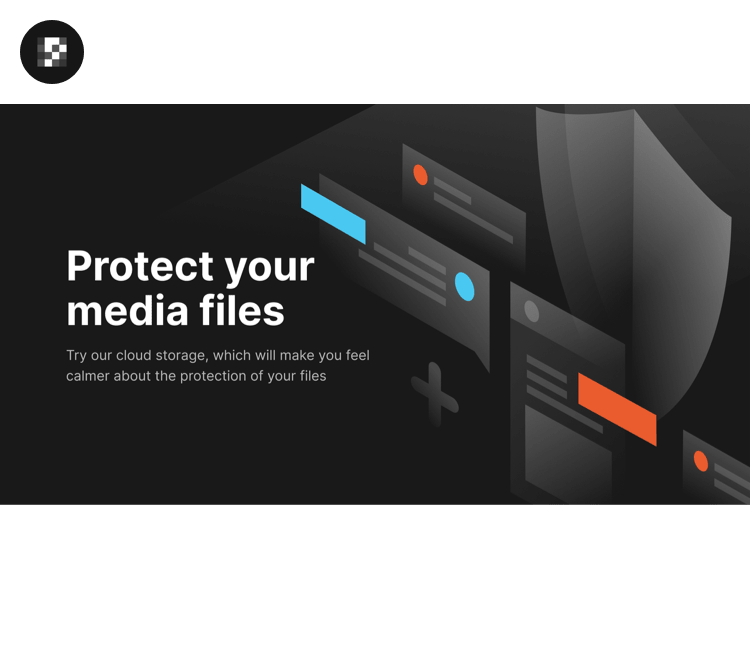 Protect your
media files
Try our cloud storage, which will make you feel
calmer about the protection of your files